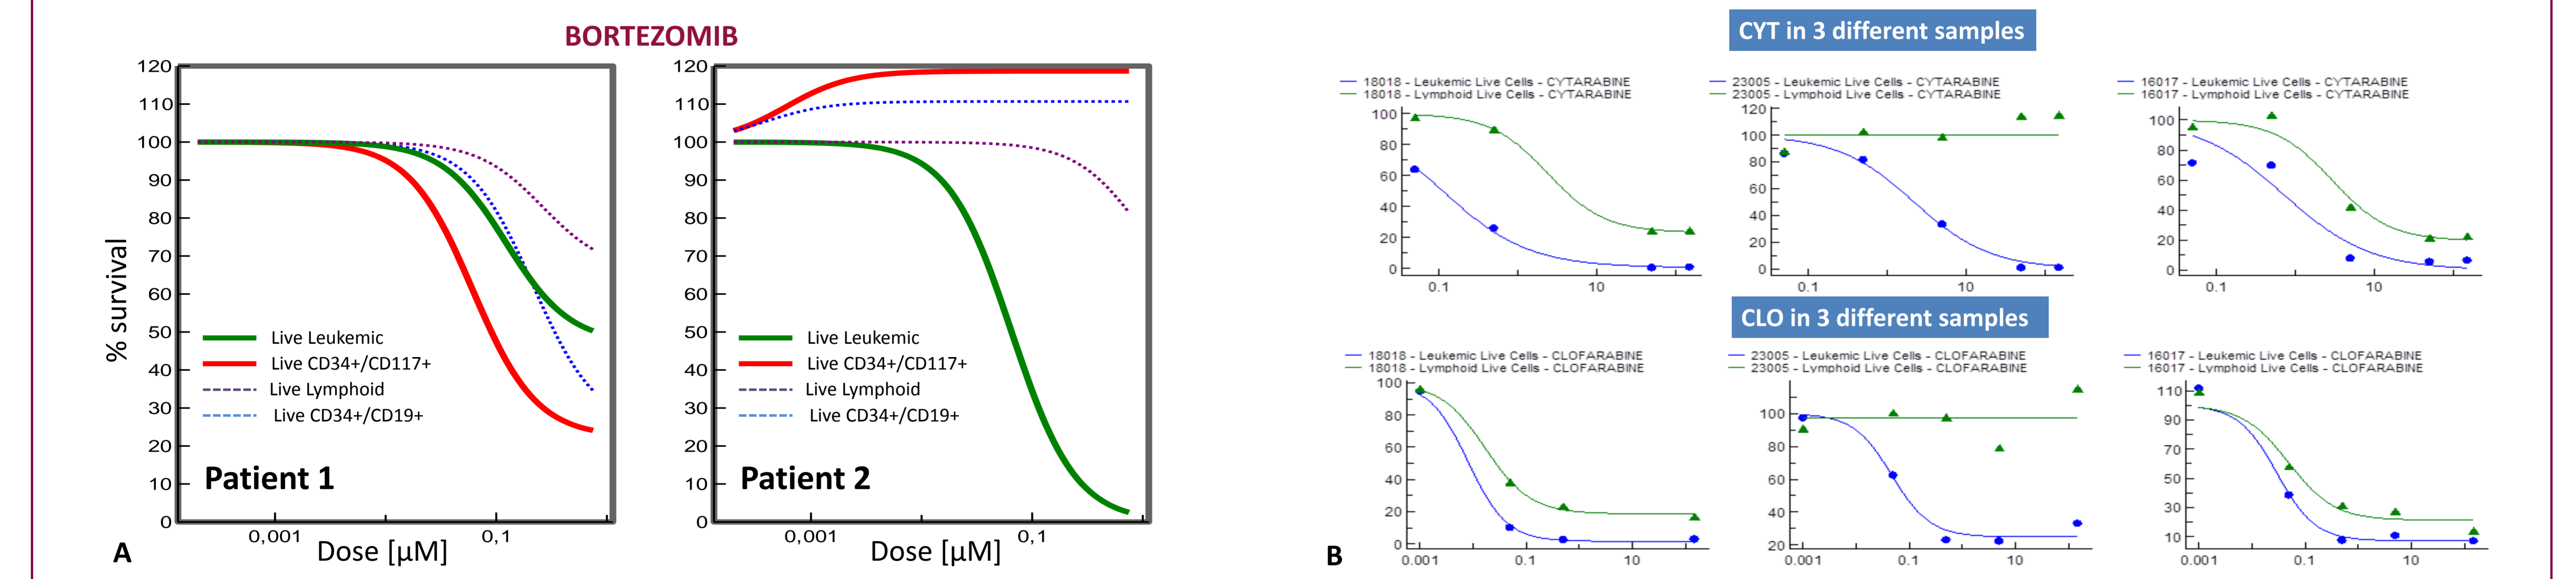 BORTEZOMIB
% survival
120
110
100
90
80
70
60
50
40
30
20
10
0
Live Leukemic
Live CD34+/CD117+
Live Lymphoid
Live CD34+/CD19+
Patient 1
0,001
0,1
Dose [µM]
A
120
110
100
90
80
70
60
50
40
30
20
10
0
Live Leukemic
Live CD34+/CD117+
Live Lymphoid
Live CD34+/CD19+
Patient 2
0,001
0,1
Dose [µM]
CYT in 3 different samples
18018 - Leukemic Live Cells - CYTARABINE
18018 - Lymphoid Live Cells - CYTARABINE
100
80
60
40
20
0
0.1
10
23005 - Leukemic Live Cells - CYTARABINE
23005 - Lymphoid Live Cells - CYTARABINE
120
100
80
60
40
20
0
0.1
10
16017 - Leukemic Live Cells - CYTARABINE
16017 - Lymphoid Live Cells - CYTARABINE
100
80
60
40
20
0
0.1
10
CLO in 3 different samples
18018 - Leukemic Live Cells - CLOFARABINE
18018 - Lymphoid Live Cells - CLOFARABINE
100
80
60
40
20
0
0.001
0.1
10
23005 - Leukemic Live Cells - CLOFARABINE
23005 - Lymphoid Live Cells - CLOFARABINE
100
80
60
40
20
0.001
0.1
10
16017 - Leukemic Live Cells - CLOFARABINE
16017 - Lymphoid Live Cells - CLOFARABINE
110
90
70
50
30
10
0.001
0.1
10
B